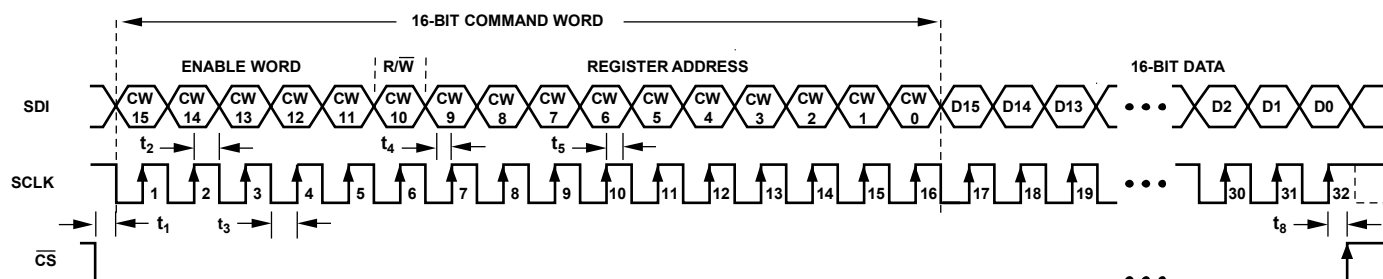 16-BIT COMMAND WORD
ENABLE WORD R/W̅ REGISTER ADDRESS 16-BIT DATA
SDI CW 15 CW 14 CW 13 CW 12 CW 11 CW 10 CW 9 CW 8 CW 7 CW 6 CW 5 CW 4 CW 3 CW 2 CW 1 CW 0 D15 D14 D13 ••• D2 D1 D0
t2 t4 t5
SCLK 1 2 3 4 5 6 7 8 9 10 11 12 13 14 15 16 17 18 19 ••• 30 31 32
t1 t3 t8
C̅S̅ •••